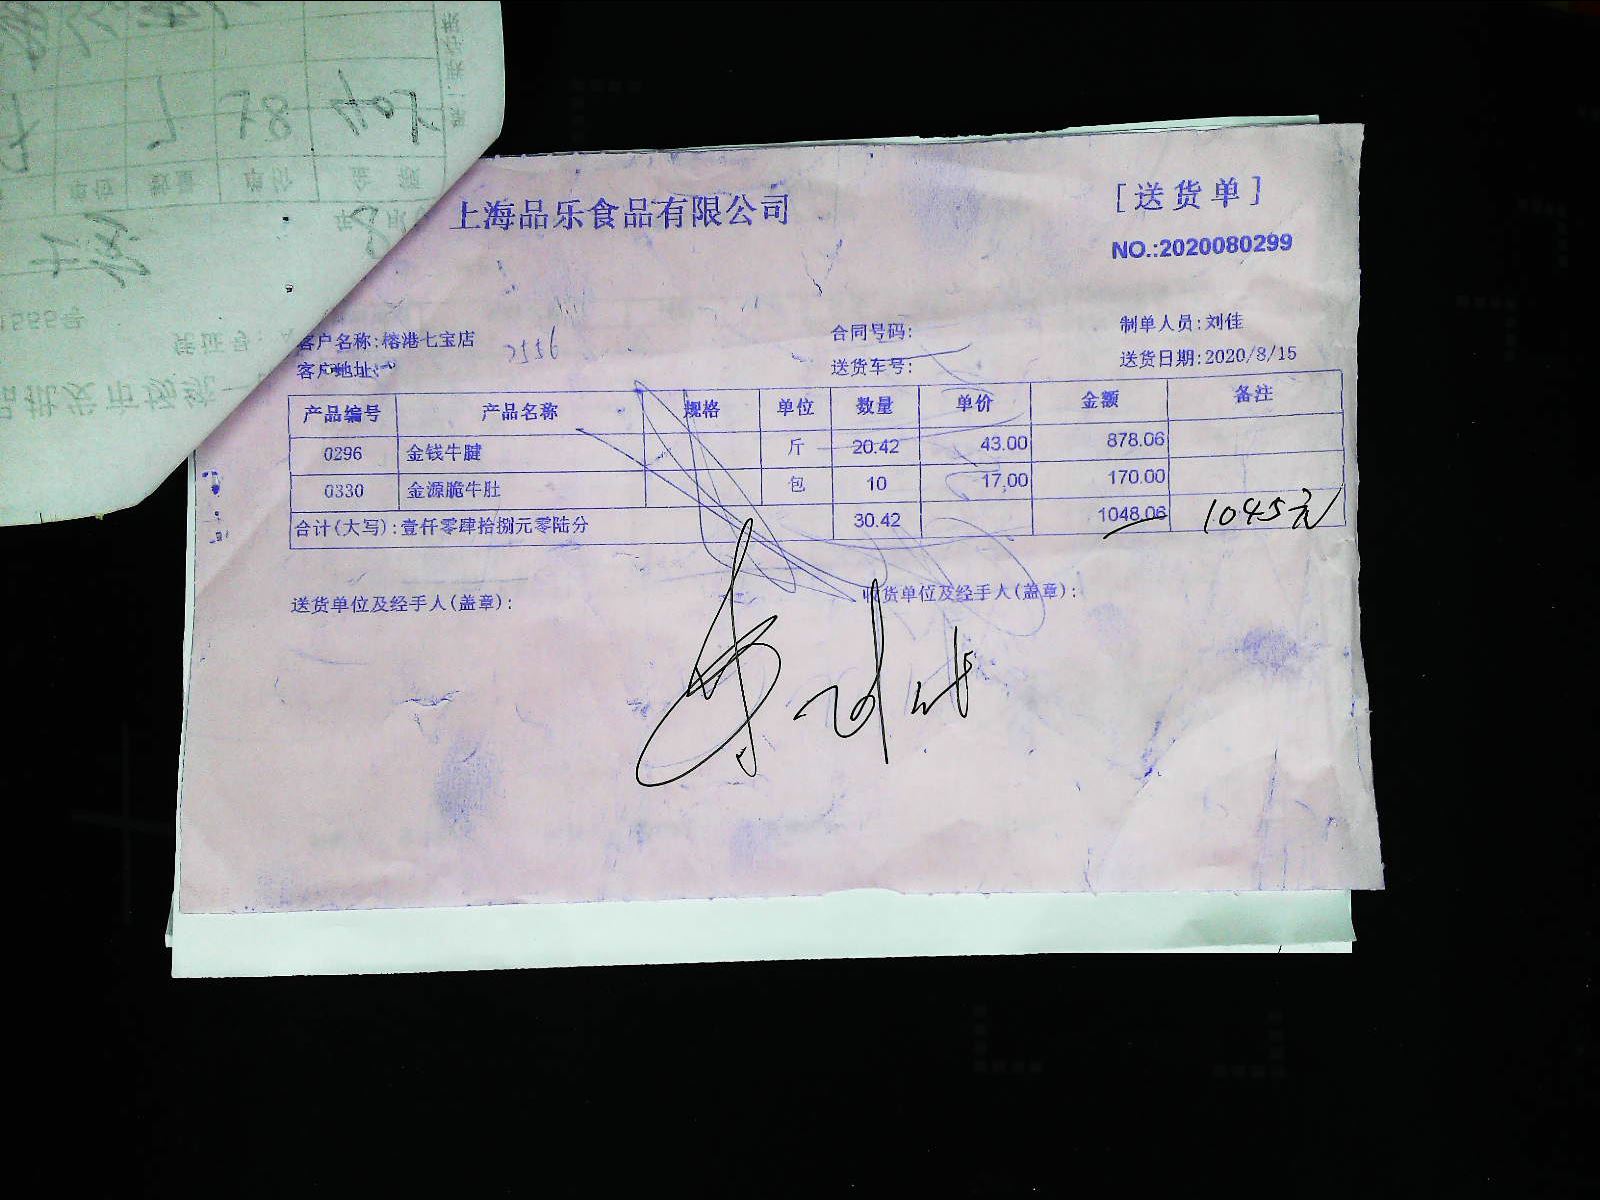 上海品乐食品有限公司
[送货单]
NO.:2020080299
客户名称:榕港七宝店
合同号码:
制单人员:刘佳
客户地址:
送货车号:
送货日期:2020/8/15
产品编号 产品名称 规格 单位 数量 单价 金额 备注
0296 金钱牛腱 斤 20.42 43.00 878.06
0330 金源脆牛肚 包 10 17.00 170.00
合计(大写):壹仟零肆拾捌元零陆分 30.42 1048.06 1045元
送货单位及经手人(盖章):
收货单位及经手人(盖章):